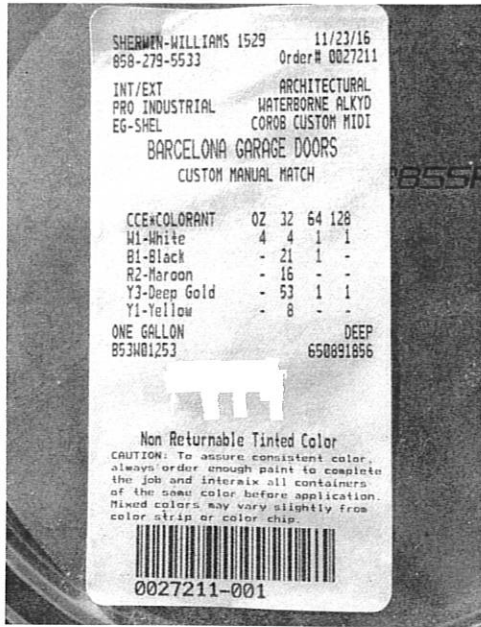 SHERWIN-WILLIAMS 1529 11/23/16
858-279-5533 Order# 0027211
INT/EXT ARCHITECTURAL
PRO INDUSTRIAL WATERBORNE ALKYD
EG-SHEL COROB CUSTOM MIDI
BARCELONA GARAGE DOORS
CUSTOM MANUAL MATCH
CCE*COLORANT OZ 32 64 128
W1-White 4 4 1 1
B1-Black - 21 1 -
R2-Maroon - 16 - -
Y3-Deep Gold - 53 1 1
Y1-Yellow - 8 - -
ONE GALLON DEEP
B53W01253 650891856
Non Returnable Tinted Color
CAUTION: To assure consistent color,
always order enough paint to complete
the job and intermix all containers
of the same color before application.
Mixed colors may vary slightly from
color strip or color chip.
0027211-001